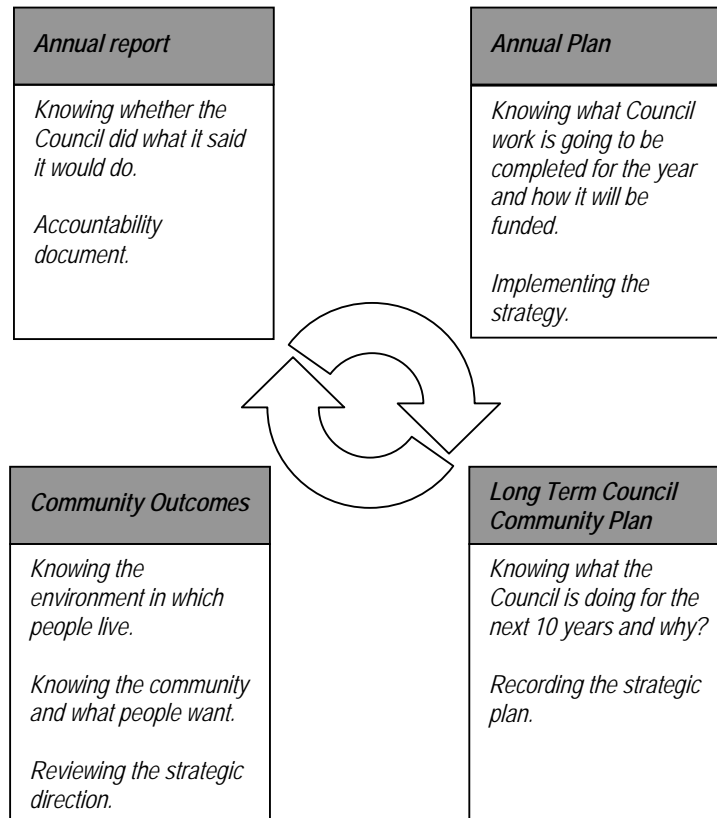 Annual report
Knowing whether the
Council did what it said
it would do.
Accountability
document.
Annual Plan
Knowing what Council
work is going to be
completed for the year
and how it will be
funded.
Implementing the
strategy.
Community Outcomes
Knowing the
environment in which
people live.
Knowing the community
and what people want.
Reviewing the strategic
direction.
Long Term Council
Community Plan
Knowing what the
Council is doing for the
next 10 years and why?
Recording the strategic
plan.